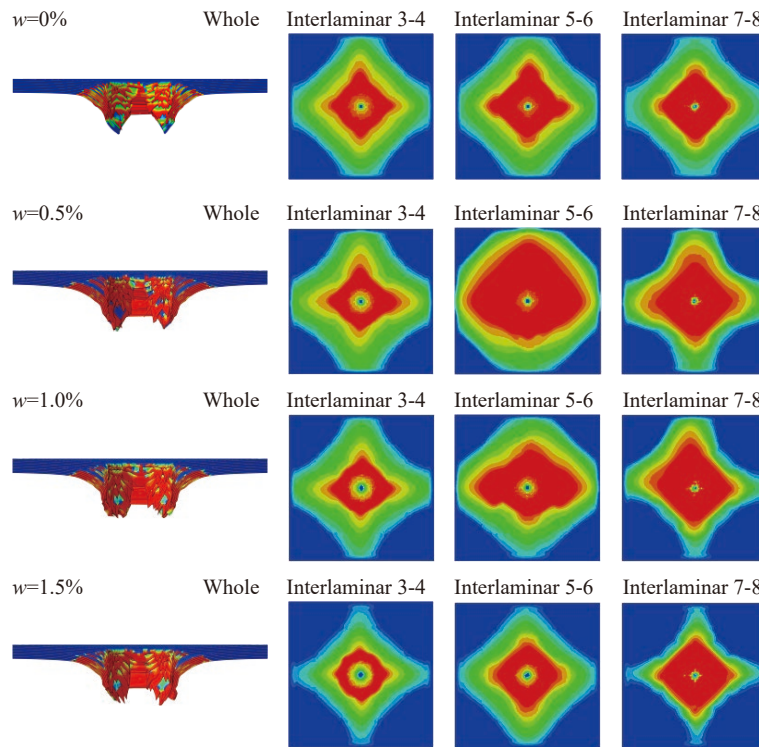 w=0% Whole Interlaminar 3-4 Interlaminar 5-6 Interlaminar 7-8
w=0.5% Whole Interlaminar 3-4 Interlaminar 5-6 Interlaminar 7-8
w=1.0% Whole Interlaminar 3-4 Interlaminar 5-6 Interlaminar 7-8
w=1.5% Whole Interlaminar 3-4 Interlaminar 5-6 Interlaminar 7-8